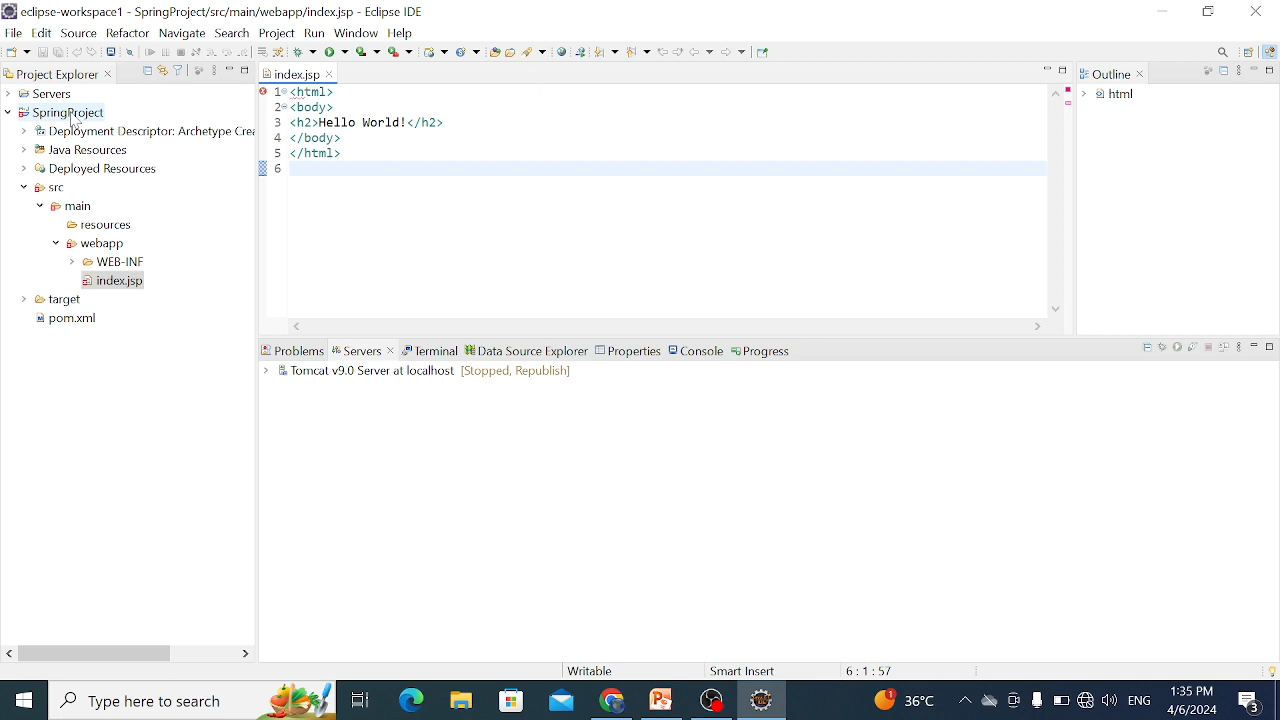 eclipse-workspace1 - SpringProject/src/main/webapp/index.jsp - Eclipse IDE
File Edit Source Refactor Navigate Search Project Run Window Help
Project Explorer
Servers
SpringProject
Deployment Descriptor: Archetype Crea
Java Resources
Deployed Resources
src
main
resources
webapp
WEB-INF
index.jsp
target
pom.xml
index.jsp
1 <html>
2 <body>
3 <h2>Hello World!</h2>
4 </body>
5 </html>
6
Outline
html
Problems Servers Terminal Data Source Explorer Properties Console Progress
Tomcat v9.0 Server at localhost [Stopped, Republish]
Writable Smart Insert 6 : 1 : 57
Type here to search
1 36°C ENG 1:35 PM
4/6/2024 3